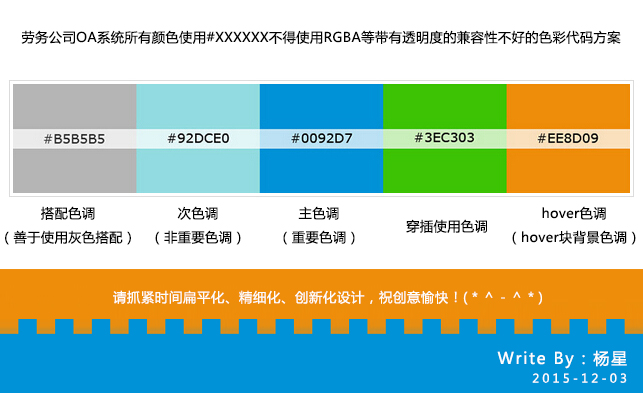 劳务公司OA系统所有颜色使用#XXXXXX不得使用RGBA等带有透明度的兼容性不好的色彩代码方案
#B5B5B5 #92DCE0 #0092D7 #3EC303 #EE8D09
搭配色调 次色调 主色调 穿插使用色调 hover色调
(善于使用灰色搭配) (非重要色调) (重要色调) (hover块背景色调)
请抓紧时间扁平化、精细化、创新化设计，祝创意愉快！( * ^ - ^ * )
Write By：杨星
2015-12-03